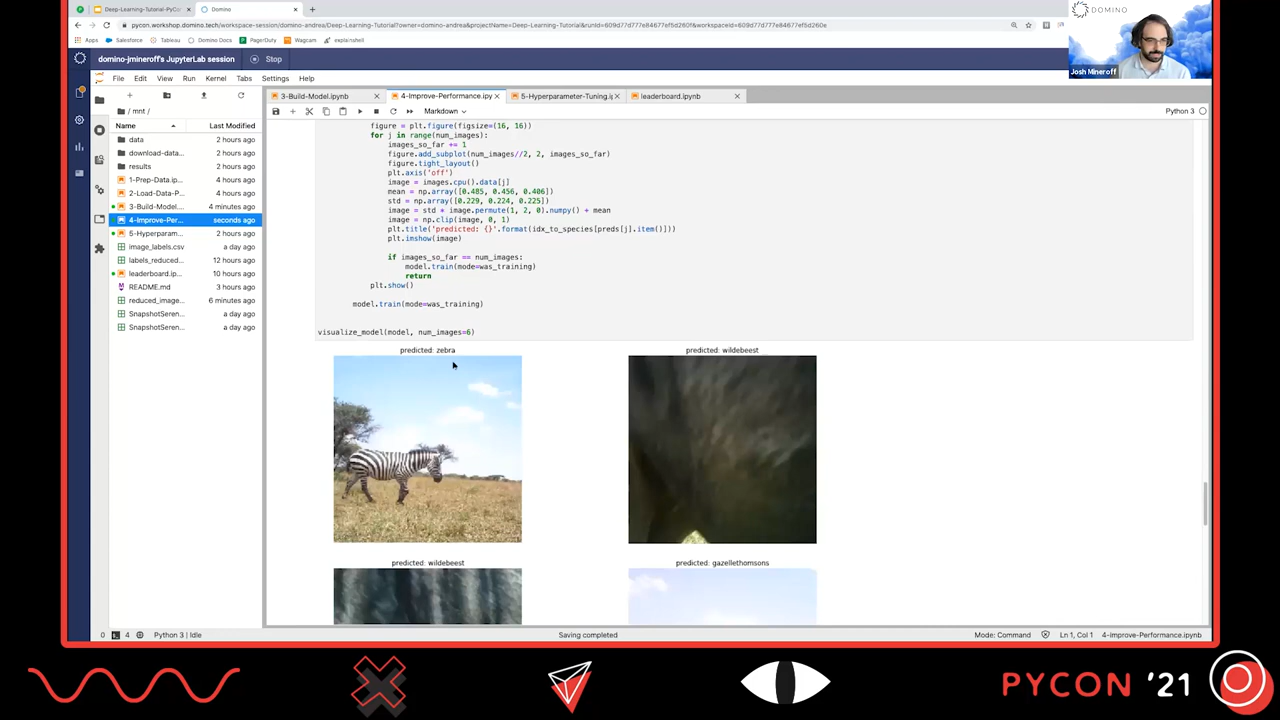 Deep-Learning-Tutorial-PyCo
Domino
pycon.workshop.domino.tech/workspace-session/domino-andrea/Deep-Learning-Tutorial?owner=domino-andrea&projectName=Deep-Learning-Tutorial&runId=609d77d777e84677ef5d260f&workspaceId=609d77d777e84677ef5d260e
Apps Salesforce Tableau Domino Docs PagerDuty Wagcam explainshell
DOMINO
Josh Mineroff
domino-jmineroff's JupyterLab session Stop
File Edit View Run Kernel Tabs Settings Help
3-Build-Model.ipynb 4-Improve-Performance.ipy 5-Hyperparameter-Tuning.i leaderboard.ipynb
/ mnt /
Markdown Python 3
Name Last Modified
data 2 hours ago
download-data... 2 hours ago
results 2 hours ago
1-Prep-Data.ip... 4 hours ago
2-Load-Data-P... 4 hours ago
3-Build-Model.... 4 minutes ago
4-Improve-Per... seconds ago
5-Hyperparam... 2 hours ago
image_labels.csv a day ago
labels_reduced... 12 hours ago
leaderboard.ip... 10 hours ago
README.md 3 hours ago
reduced_image... 6 minute ago
SnapshotSeren... a day ago
SnapshotSeren... a day ago
figure = plt.figure(figsize=(16, 16))
for j in range(num_images):
images_so_far += 1
figure.add_subplot(num_images//2, 2, images_so_far)
figure.tight_layout()
plt.axis('off')
image = images.cpu().data[j]
mean = np.array([0.485, 0.456, 0.406])
std = np.array([0.229, 0.224, 0.225])
image = std * image.permute(1, 2, 0).numpy() + mean
image = np.clip(image, 0, 1)
plt.title('predicted: {}'.format(idx_to_species[preds[j].item()]))
plt.imshow(image)
if images_so_far == num_images:
model.train(mode=was_training)
return
plt.show()
model.train(mode=was_training)
visualize_model(model, num_images=6)
predicted: zebra predicted: wildebeest
predicted: wildebeest predicted: gazellethomsons
0 4 Python 3 | Idle Saving completed Mode: Command Ln 1, Col 1 4-Improve-Performance.ipynb
PYCON '21